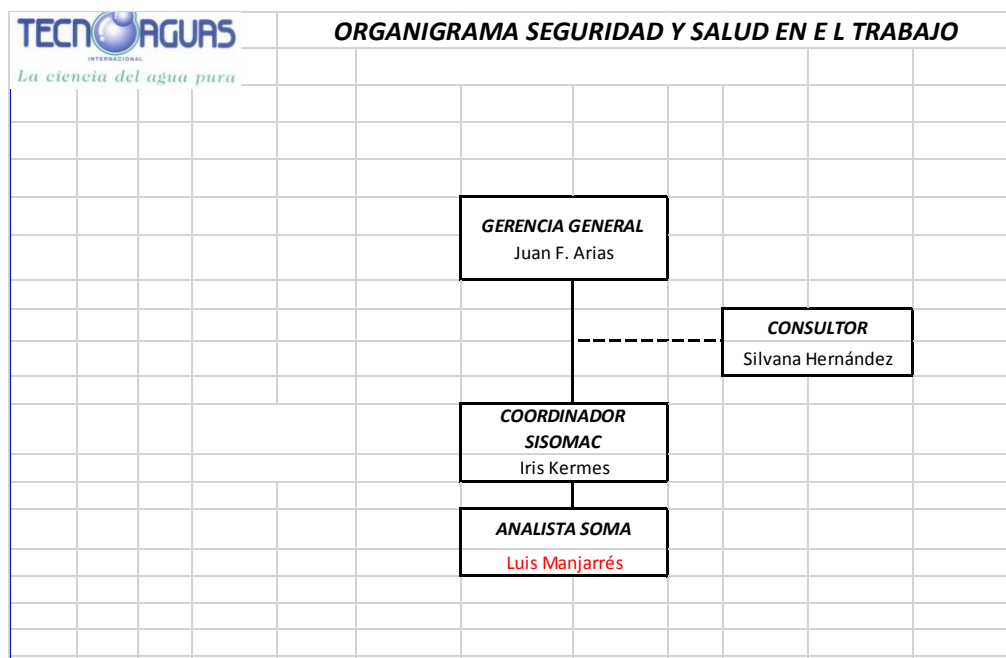 TECNOAGUAS
INTERNACIONAL
La ciencia del agua pura
ORGANIGRAMA SEGURIDAD Y SALUD EN E L TRABAJO
GERENCIA GENERAL
Juan F. Arias
CONSULTOR
Silvana Hernández
COORDINADOR
SISOMAC
Iris Kermes
ANALISTA SOMA
Luis Manjarrés